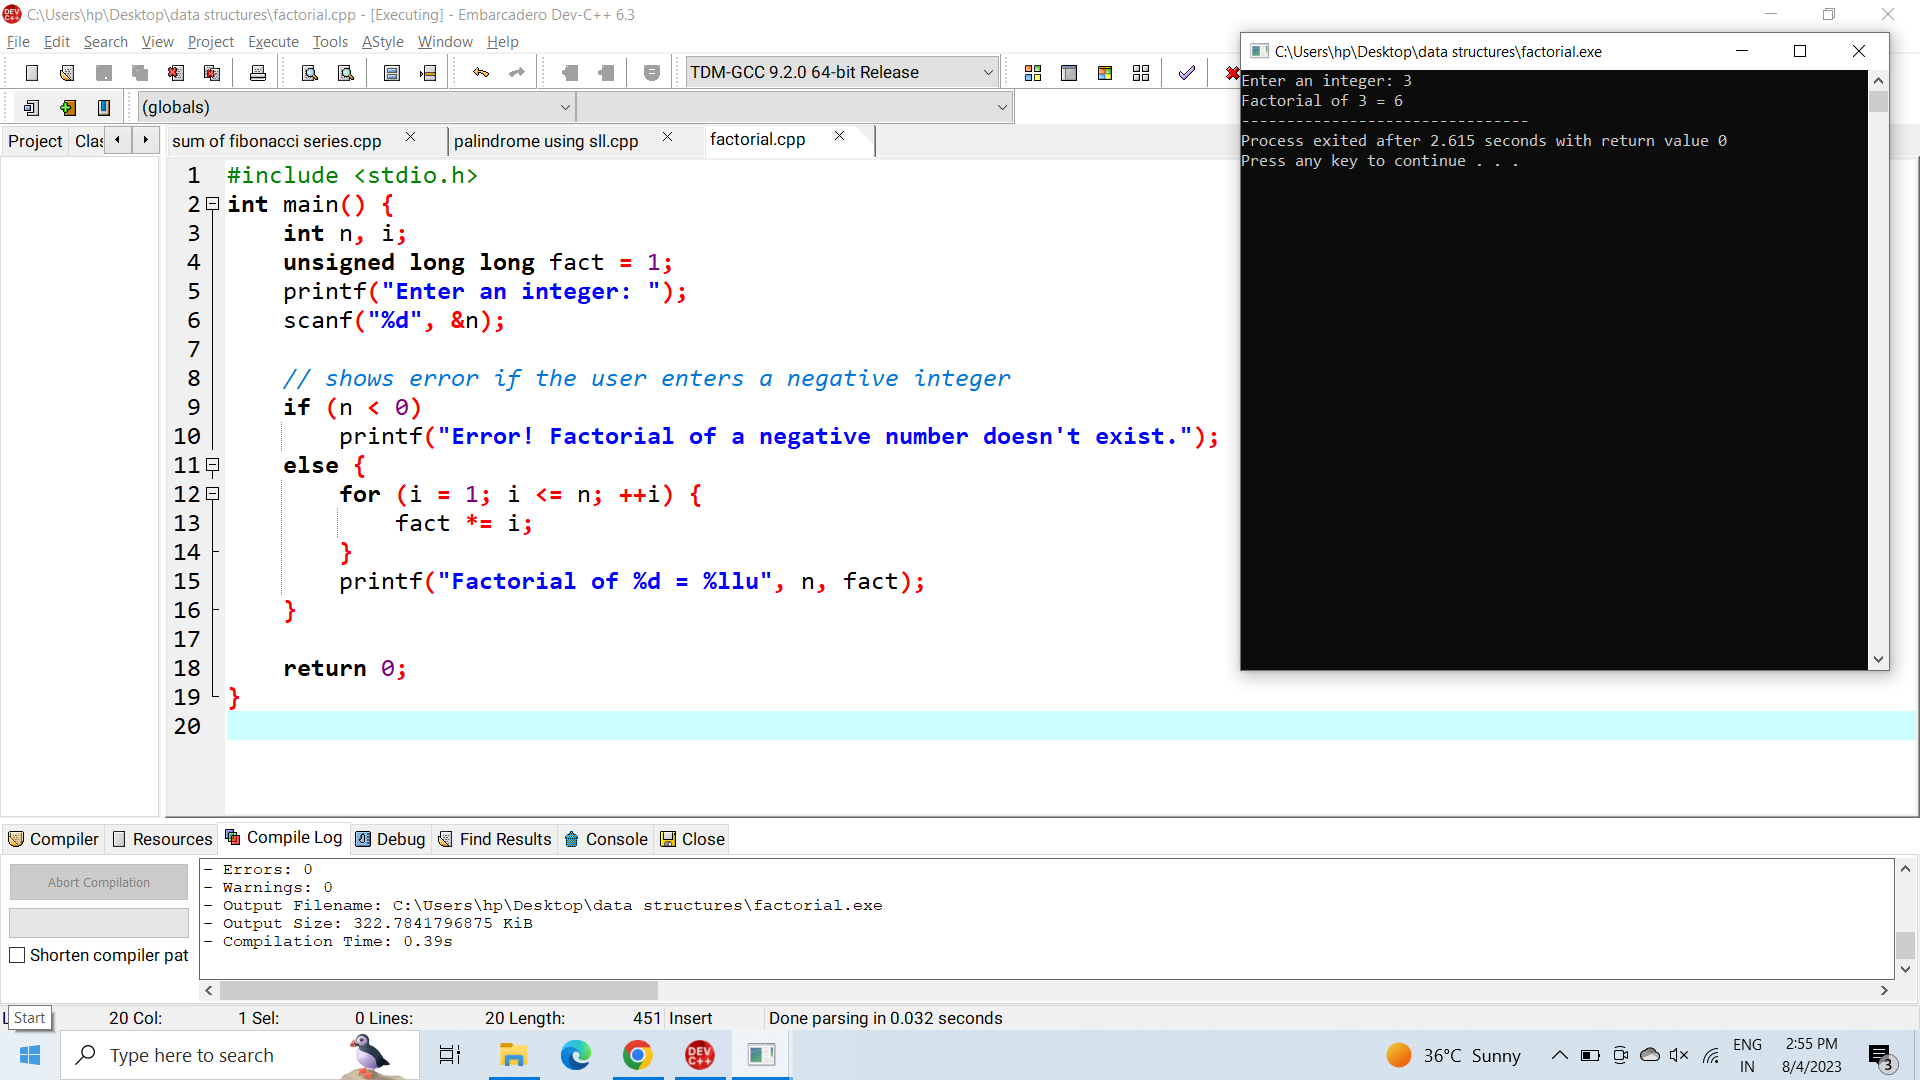 C:\Users\hp\Desktop\data structures\factorial.cpp - [Executing] - Embarcadero Dev-C++ 6.3
File Edit Search View Project Execute Tools AStyle Window Help
TDM-GCC 9.2.0 64-bit Release
(globals)
Project Clas sum of fibonacci series.cpp palindrome using sll.cpp factorial.cpp
1 #include <stdio.h>
2 int main() {
3 int n, i;
4 unsigned long long fact = 1;
5 printf("Enter an integer: ");
6 scanf("%d", &n);
7
8 // shows error if the user enters a negative integer
9 if (n < 0)
10 printf("Error! Factorial of a negative number doesn't exist.");
11 else {
12 for (i = 1; i <= n; ++i) {
13 fact *= i;
14 }
15 printf("Factorial of %d = %llu", n, fact);
16 }
17
18 return 0;
19 }
20
C:\Users\hp\Desktop\data structures\factorial.exe
Enter an integer: 3
Factorial of 3 = 6
--------------------------------
Process exited after 2.615 seconds with return value 0
Press any key to continue . . .
Compiler Resources Compile Log Debug Find Results Console Close
Abort Compilation
Shorten compiler pat
- Errors: 0
- Warnings: 0
- Output Filename: C:\Users\hp\Desktop\data structures\factorial.exe
- Output Size: 322.7841796875 KiB
- Compilation Time: 0.39s
Start 20 Col: 1 Sel: 0 Lines: 20 Length: 451 Insert Done parsing in 0.032 seconds
Type here to search
DEV C++
36°C Sunny
ENG
IN
2:55 PM
8/4/2023
3